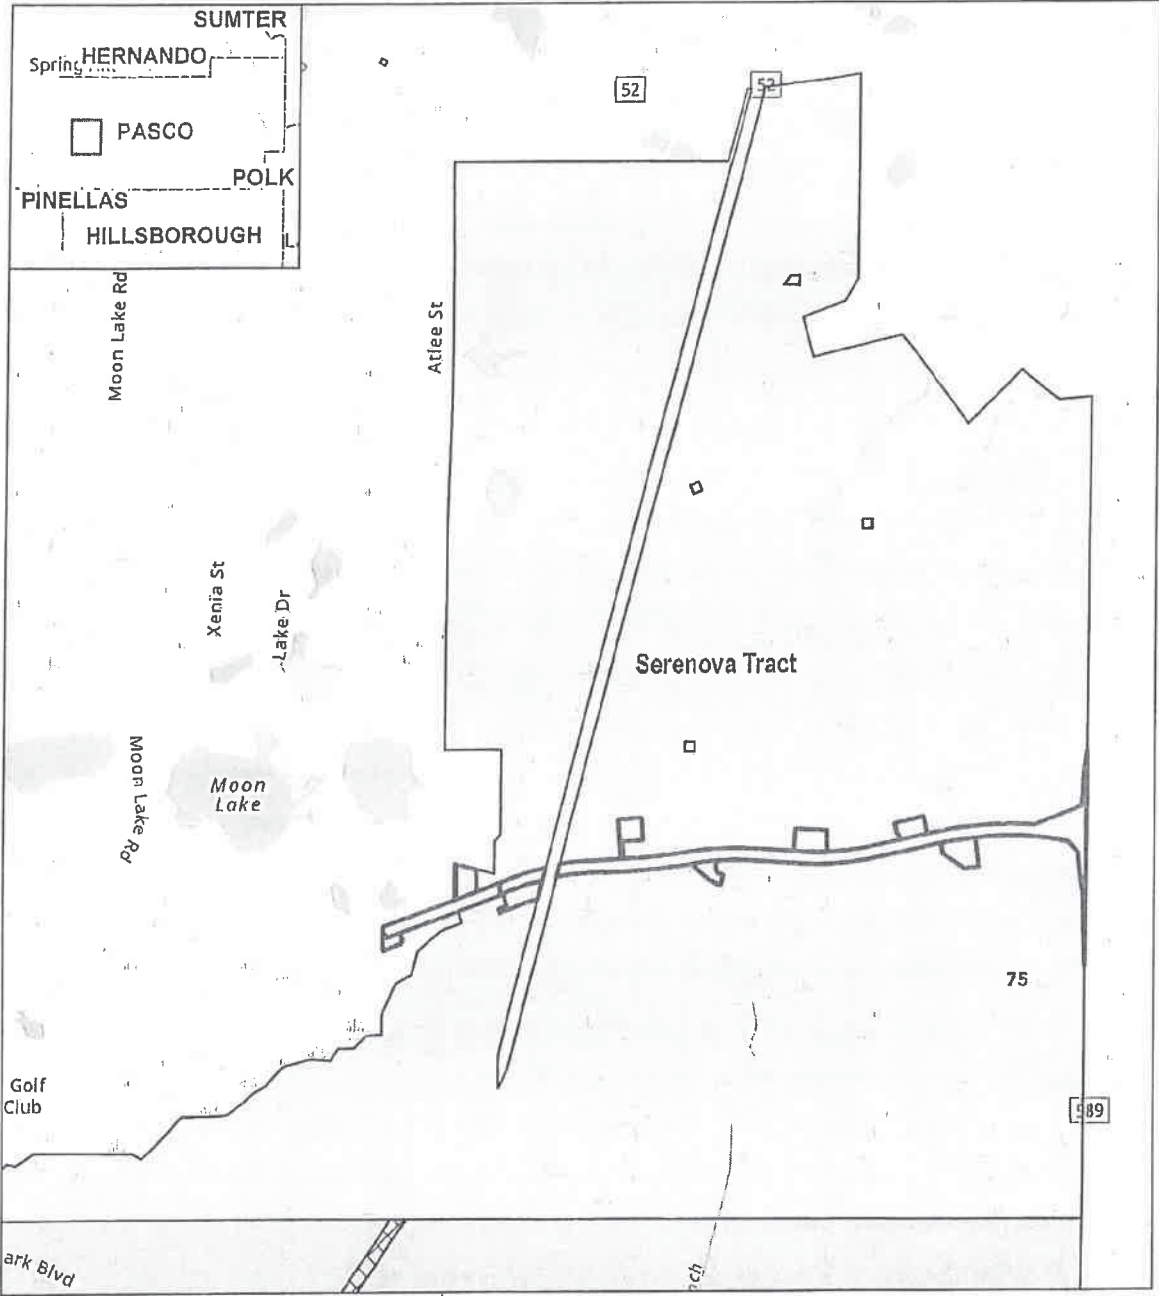 SUMTER
HERNANDO
Spring
PASCO
POLK
PINELLAS
HILLSBOROUGH
52
52
Moon Lake Rd
Atlee St
Xenia St
Lake Dr
Serenova Tract
Moon Lake Rd
Moon
Lake
75
Golf
Club
589
ark Blvd
nch